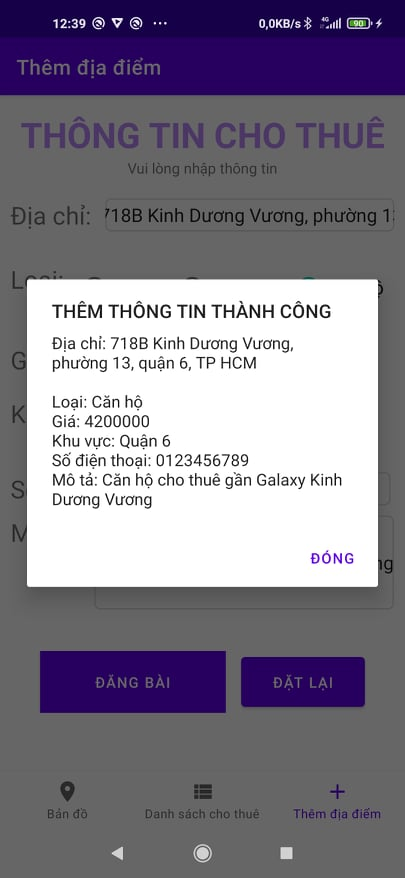 12:39
0,0KB/s 4G 90
Thêm địa điểm
THÔNG TIN CHO THUÊ
Vui lòng nhập thông tin
Địa chỉ: 718B Kinh Dương Vương, phường 13
THÊM THÔNG TIN THÀNH CÔNG
Địa chỉ: 718B Kinh Dương Vương,
phường 13, quận 6, TP HCM
Loại: Căn hộ
Giá: 4200000
Khu vực: Quận 6
Số điện thoại: 0123456789
Mô tả: Căn hộ cho thuê gần Galaxy Kinh
Dương Vương
ĐÓNG
ĐĂNG BÀI
ĐẶT LẠI
Bản đồ
Danh sách cho thuê
Thêm địa điểm